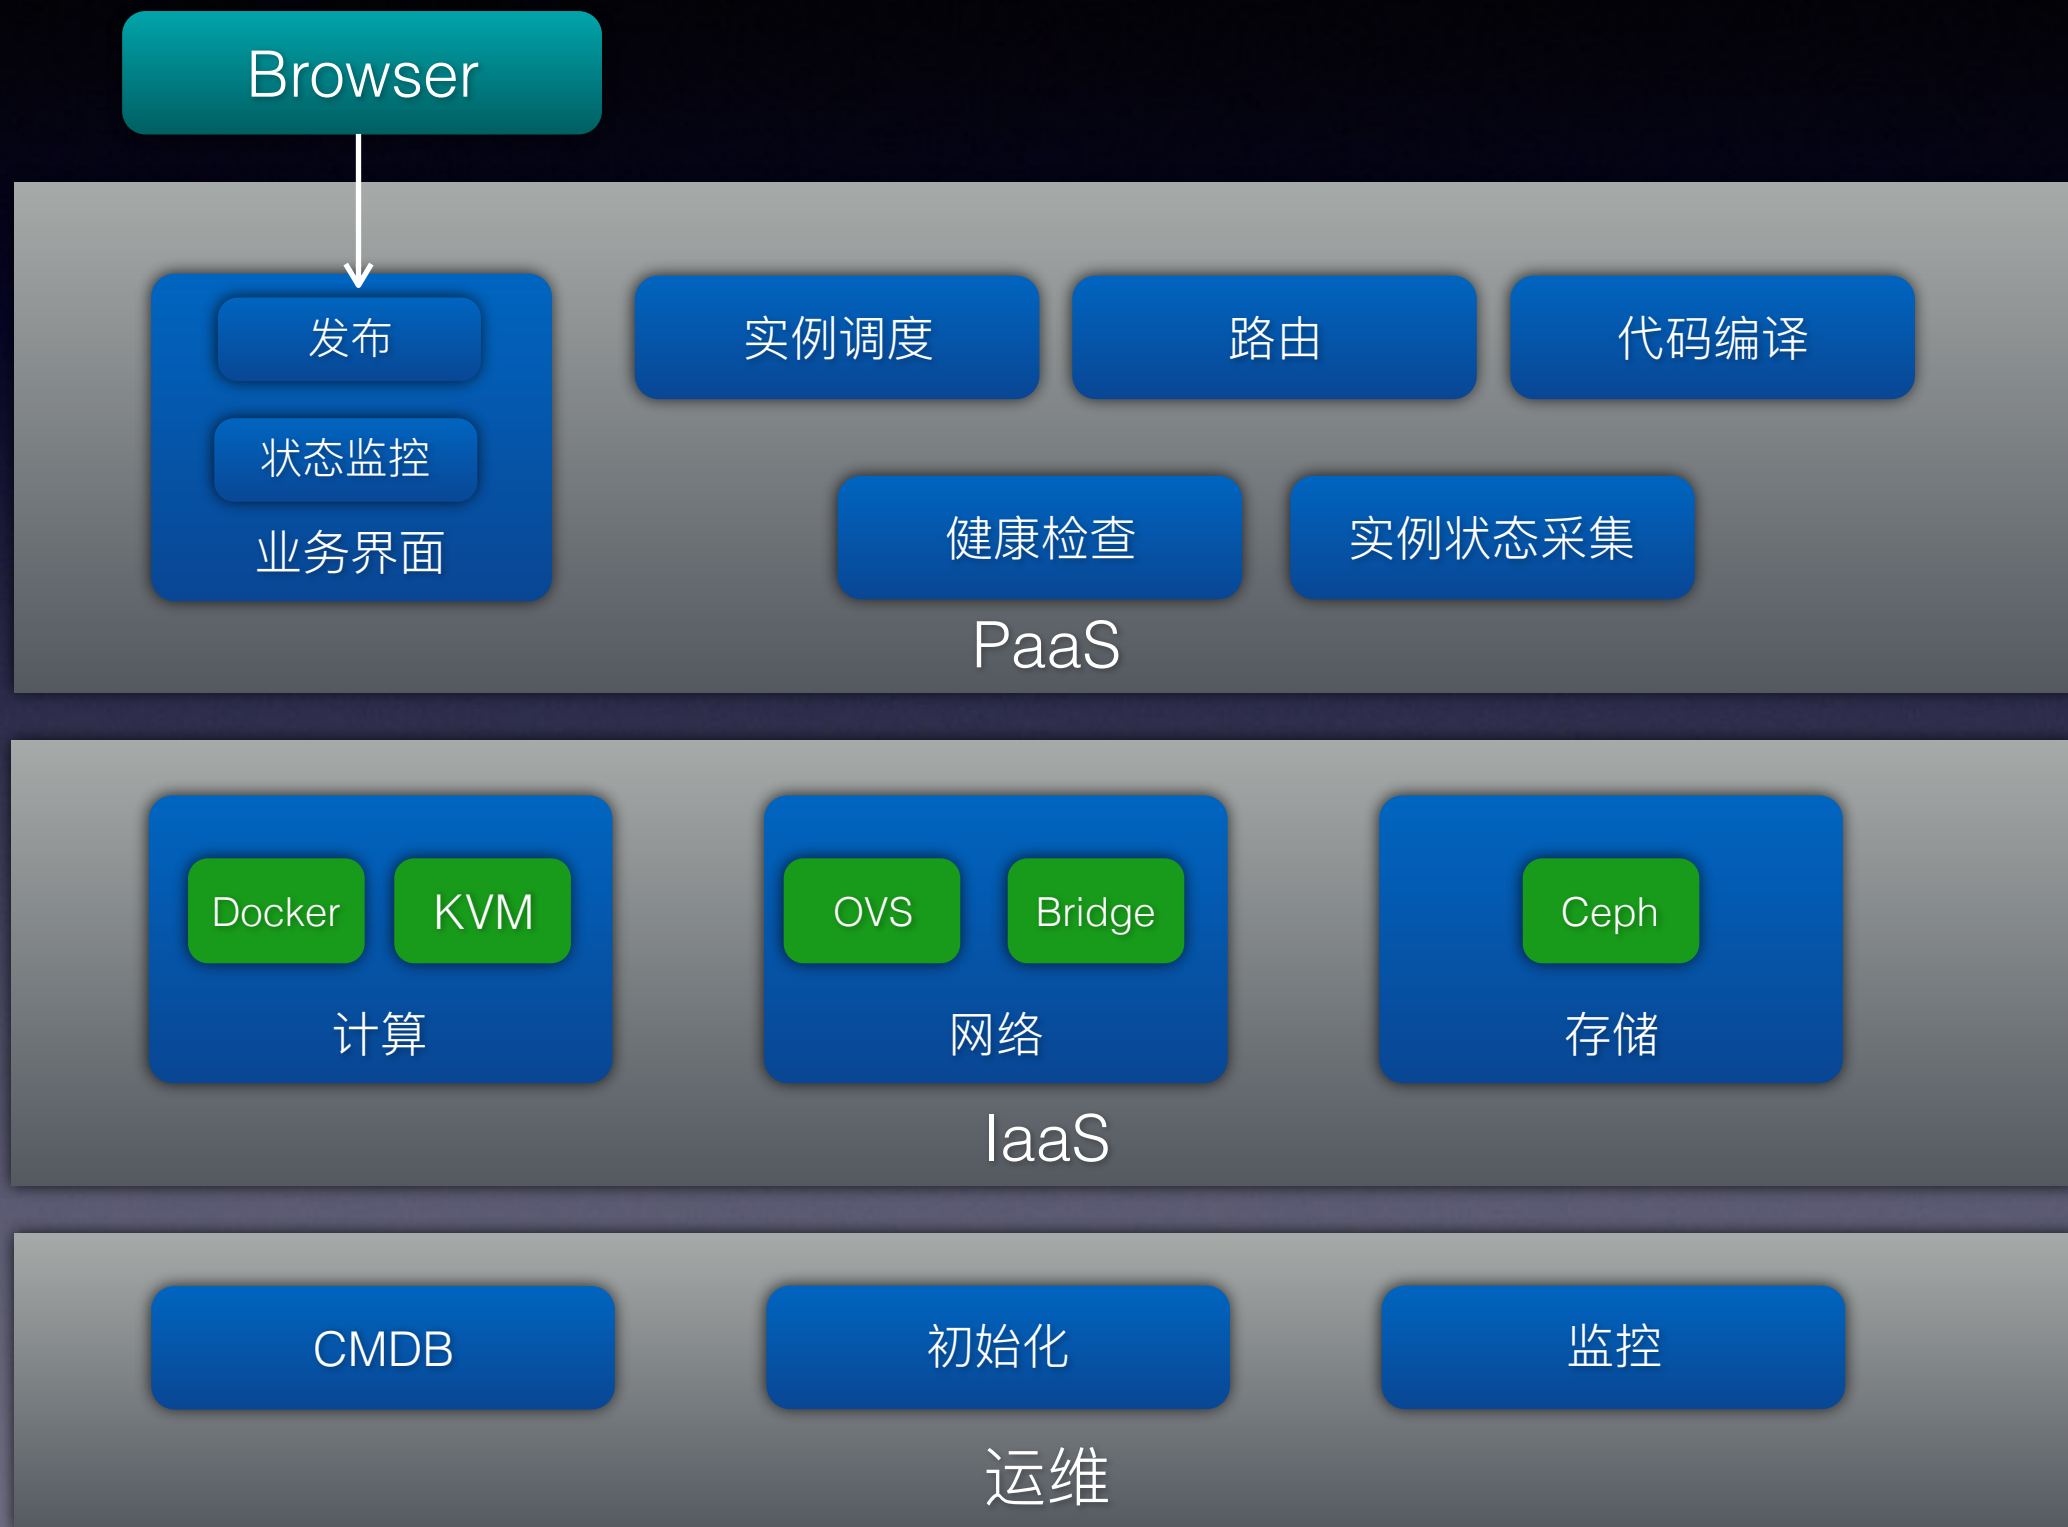 Browser
发布
状态监控
业务界面
实例调度
路由
代码编译
健康检查
实例状态采集
PaaS
Docker
KVM
计算
OVS
Bridge
网络
Ceph
存储
IaaS
CMDB
初始化
监控
运维